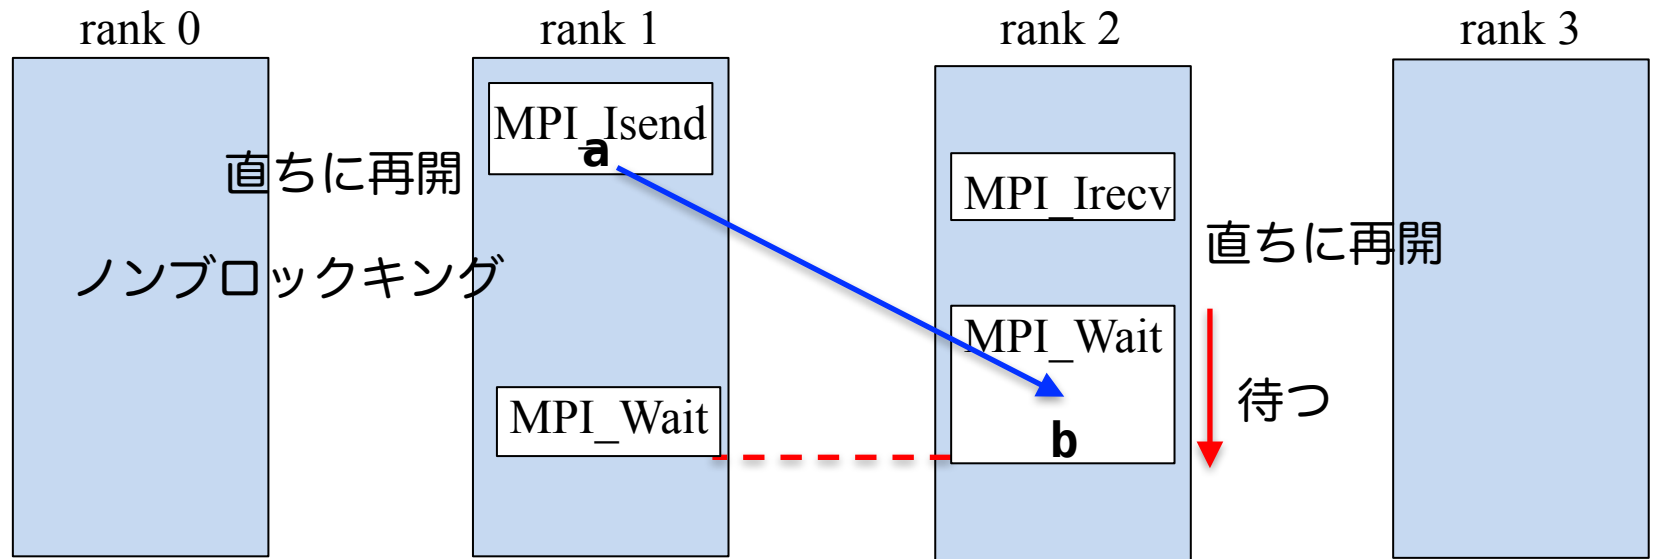 rank 0
rank 1
rank 2
rank 3
MPI_Isend
a
直ちに再開
MPI_Irecv
直ちに再開
ノンブロックキング
MPI_Wait
待つ
MPI_Wait
b